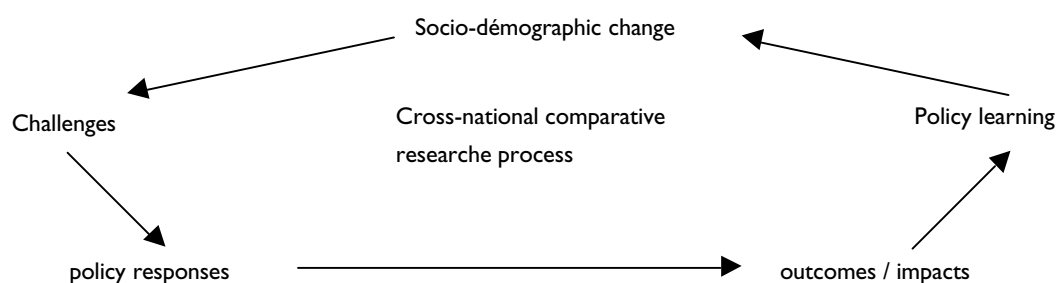 Socio-démographic change
Challenges
Cross-national comparative
researche process
Policy learning
policy responses
outcomes / impacts